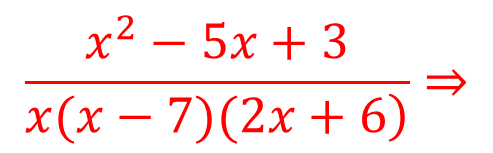 x² − 5x + 3
x(x − 7)(2x + 6) ⇒